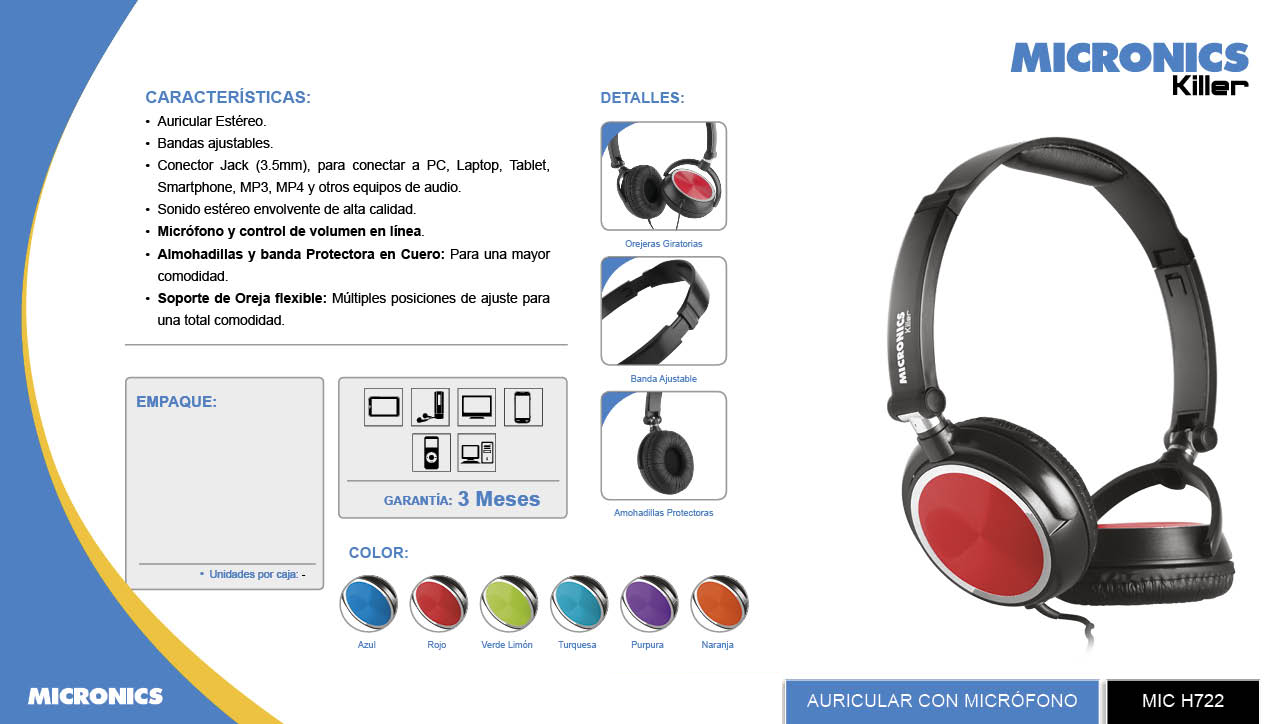 MICRONICS
Killer
CARACTERÍSTICAS:
• Auricular Estéreo.
• Bandas ajustables.
• Conector Jack (3.5mm), para conectar a PC, Laptop, Tablet,
Smartphone, MP3, MP4 y otros equipos de audio.
• Sonido estéreo envolvente de alta calidad.
• Micrófono y control de volumen en línea.
• Almohadillas y banda Protectora en Cuero: Para una mayor
comodidad.
• Soporte de Oreja flexible: Múltiples posiciones de ajuste para
una total comodidad.
DETALLES:
Orejeras Giratorias
Banda Ajustable
Amohadillas Protectoras
MICRONICS
Killer
EMPAQUE:
• Unidades por caja: -
GARANTÍA: 3 Meses
COLOR:
Azul Rojo Verde Limón Turquesa Purpura Naranja
MICRONICS
AURICULAR CON MICRÓFONO
MIC H722